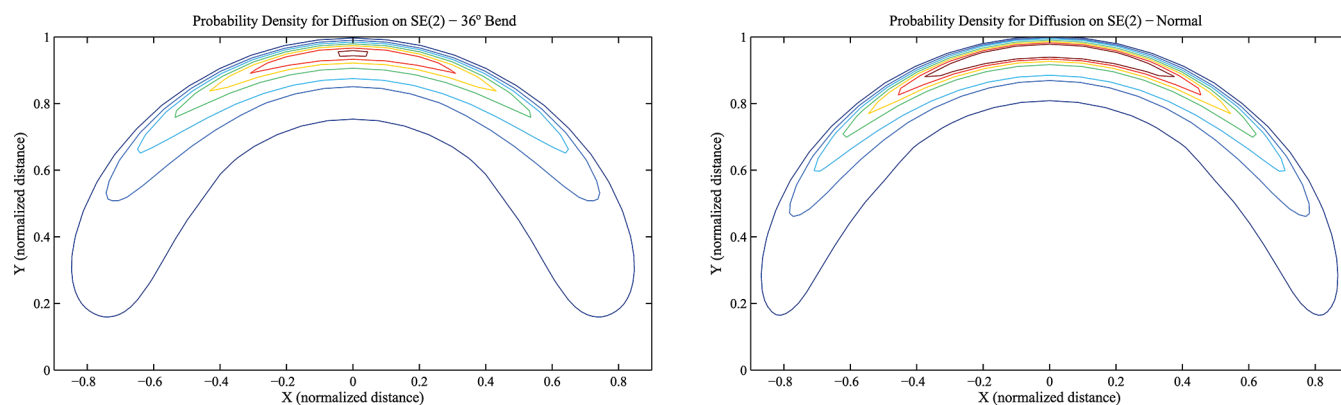 Probability Density for Diffusion on SE(2) − 36º Bend
1
0.8
0.6
0.4
0.2
0
Y (normalized distance)
−0.8 −0.6 −0.4 −0.2 0 0.2 0.4 0.6 0.8
X (normalized distance)
Probability Density for Diffusion on SE(2) − Normal
1
0.8
0.6
0.4
0.2
0
Y (normalized distance)
−0.8 −0.6 −0.4 −0.2 0 0.2 0.4 0.6 0.8
X (normalized distance)